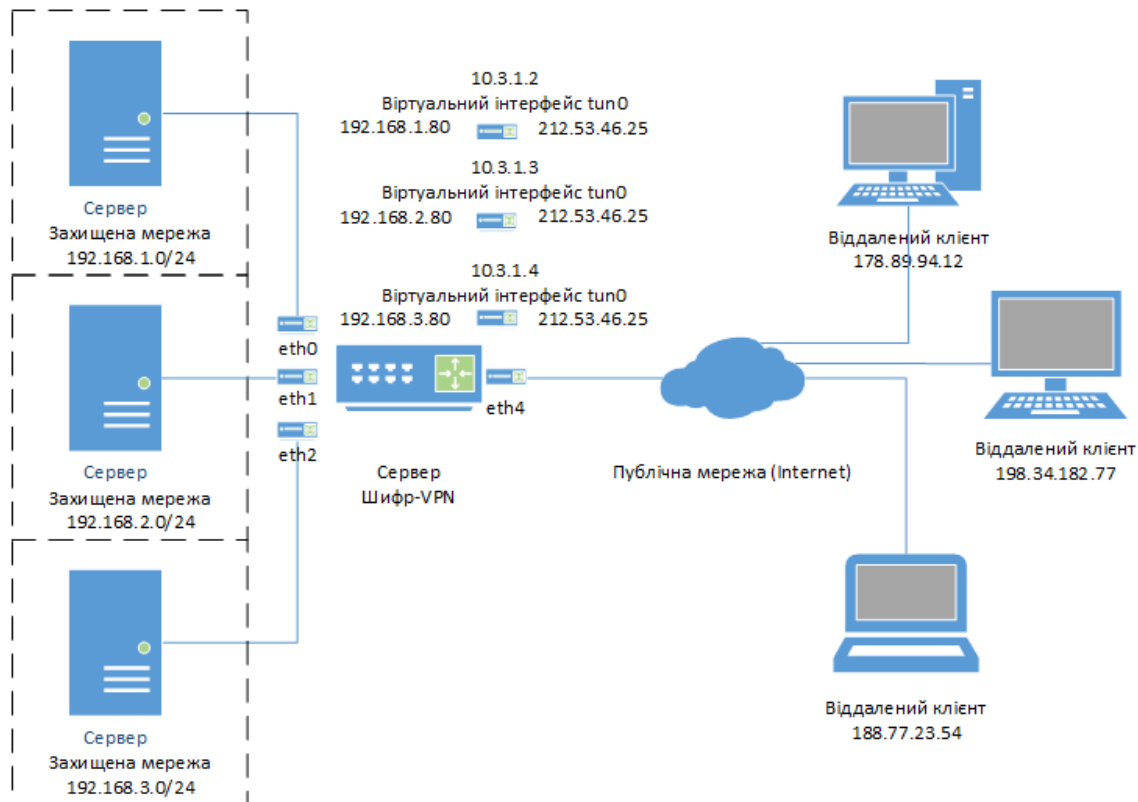 Сервер
Захищена мережа
192.168.1.0/24
Сервер
Захищена мережа
192.168.2.0/24
Сервер
Захищена мережа
192.168.3.0/24
10.3.1.2
Віртуальний інтерфейс tun0
192.168.1.80 212.53.46.25
10.3.1.3
Віртуальний інтерфейс tun0
192.168.2.80 212.53.46.25
10.3.1.4
Віртуальний інтерфейс tun0
192.168.3.80 212.53.46.25
eth0
eth1
eth2
eth4
Сервер
Шифр-VPN
Публічна мережа (Internet)
Віддалений клієнт
178.89.94.12
Віддалений клієнт
198.34.182.77
Віддалений клієнт
188.77.23.54